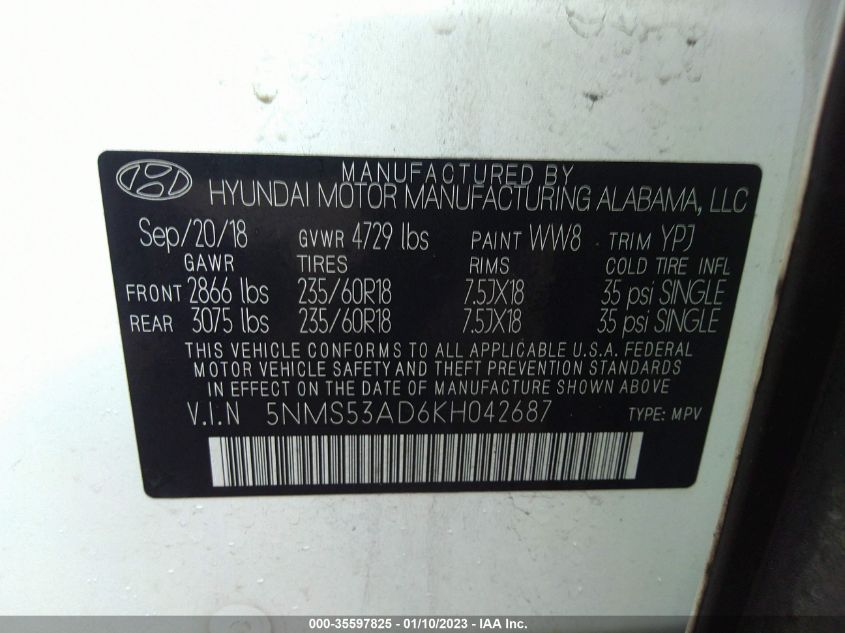 MANUFACTURED BY
HYUNDAI MOTOR MANUFACTURING ALABAMA, LLC
Sep/20/18 GVWR 4729 lbs PAINT WW8 TRIM YPJ
GAWR TIRES RIMS COLD TIRE INFL
FRONT 2866 lbs 235/60R18 7.5JX18 35 psi SINGLE
REAR 3075 lbs 235/60R18 7.5JX18 35 psi SINGLE
THIS VEHICLE CONFORMS TO ALL APPLICABLE U.S.A. FEDERAL
MOTOR VEHICLE SAFETY AND THEFT PREVENTION STANDARDS
IN EFFECT ON THE DATE OF MANUFACTURE SHOWN ABOVE.
V.I.N 5NMS53AD6KH042687 TYPE: MPV
000-35597825 - 01/10/2023 - IAA Inc.